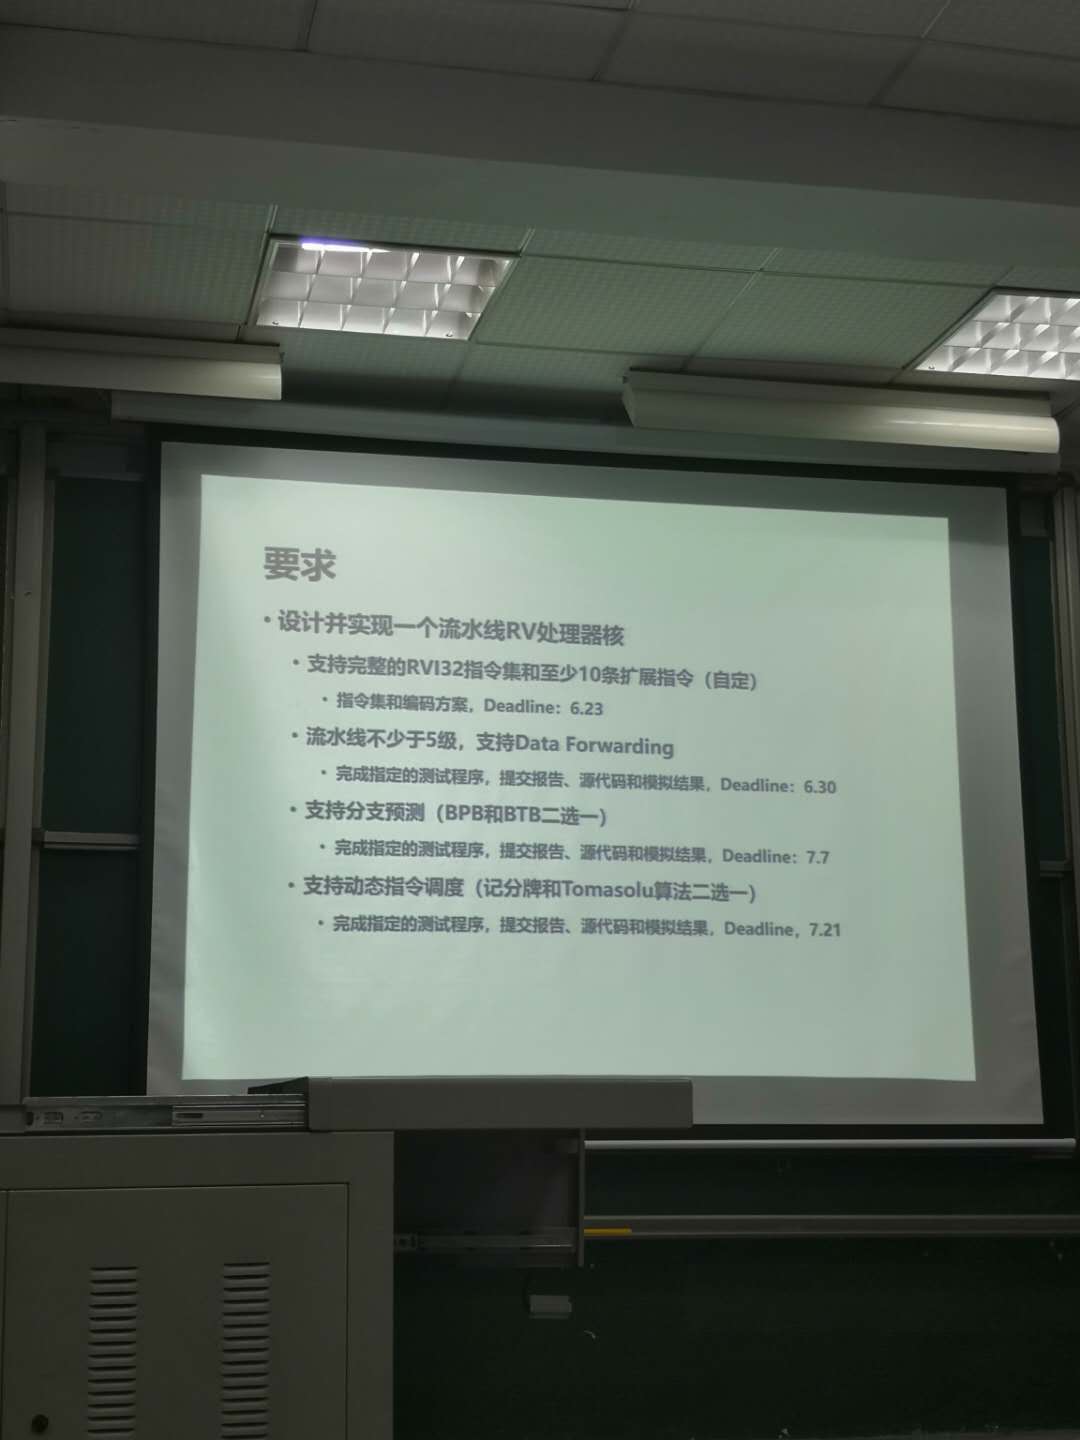 要求
• 设计并实现一个流水线RV处理器核
• 支持完整的RVI32指令集和至少10条扩展指令（自定）
• 指令集和编码方案，Deadline：6.23
• 流水线不少于5级，支持Data Forwarding
• 完成指定的测试程序，提交报告、源代码和模拟结果，Deadline：6.30
• 支持分支预测（BPB和BTB二选一）
• 完成指定的测试程序，提交报告、源代码和模拟结果，Deadline：7.7
• 支持动态指令调度（记分牌和Tomasolu算法二选一）
• 完成指定的测试程序，提交报告、源代码和模拟结果，Deadline，7.21